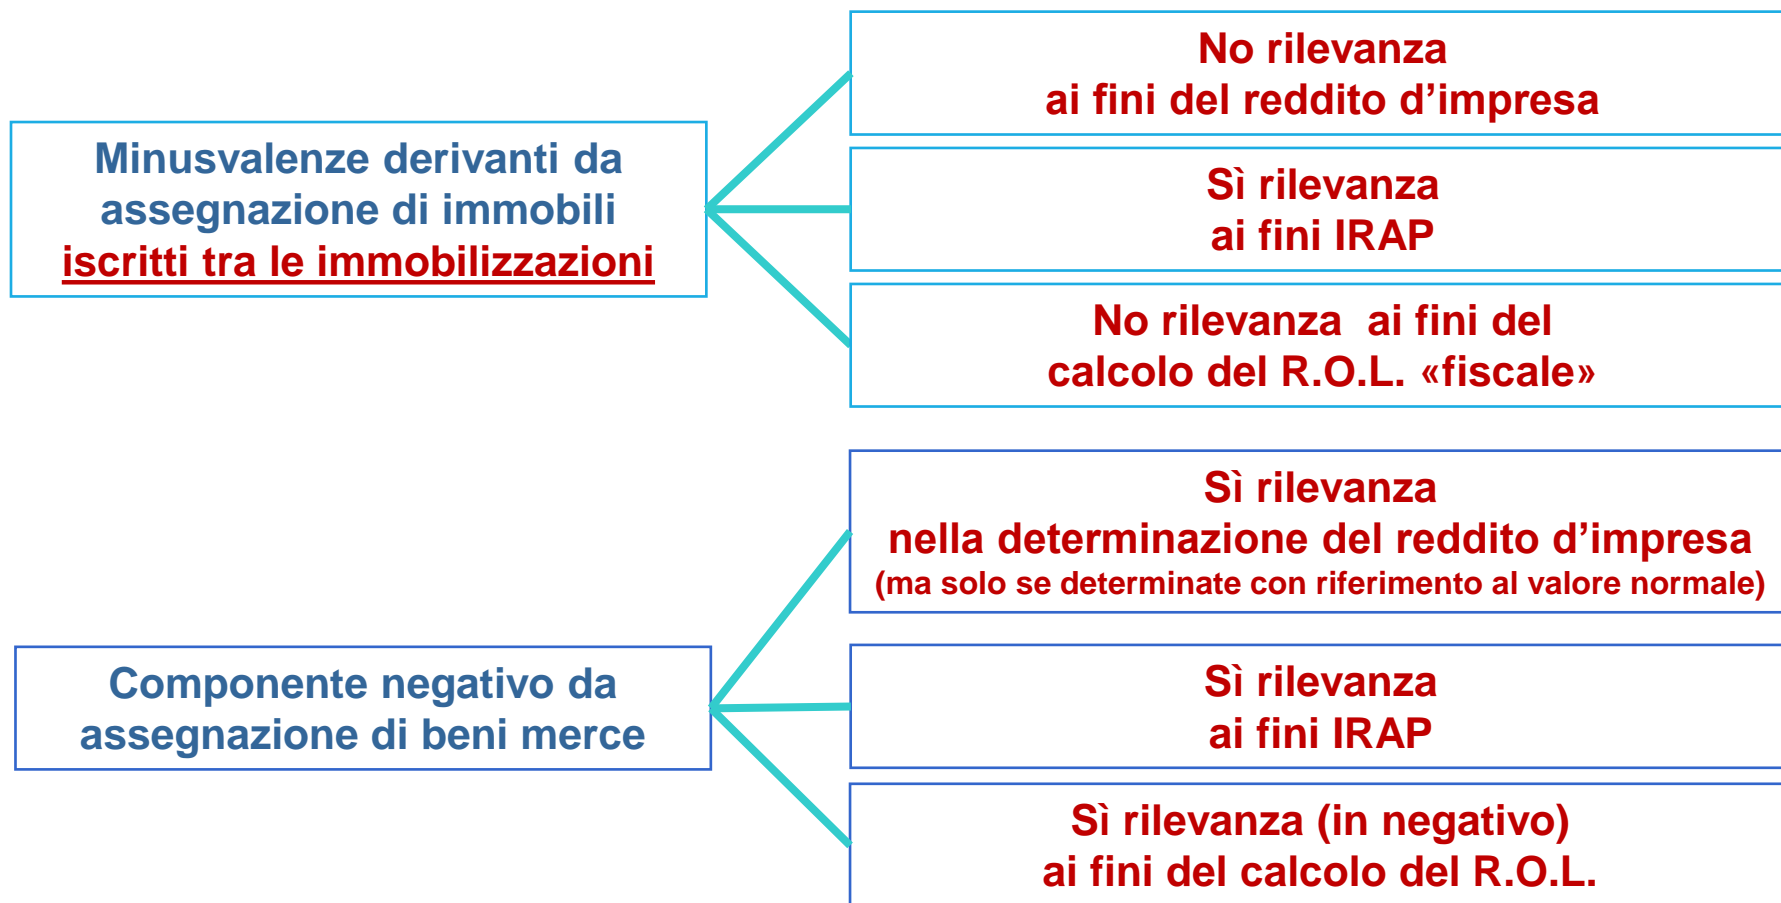 Minusvalenze derivanti da
assegnazione di immobili
iscritti tra le immobilizzazioni
No rilevanza
ai fini del reddito d’impresa
Sì rilevanza
ai fini IRAP
No rilevanza  ai fini del
calcolo del R.O.L. «fiscale»
Componente negativo da
assegnazione di beni merce
Sì rilevanza
nella determinazione del reddito d’impresa
(ma solo se determinate con riferimento al valore normale)
Sì rilevanza
ai fini IRAP
Sì rilevanza (in negativo)
ai fini del calcolo del R.O.L.